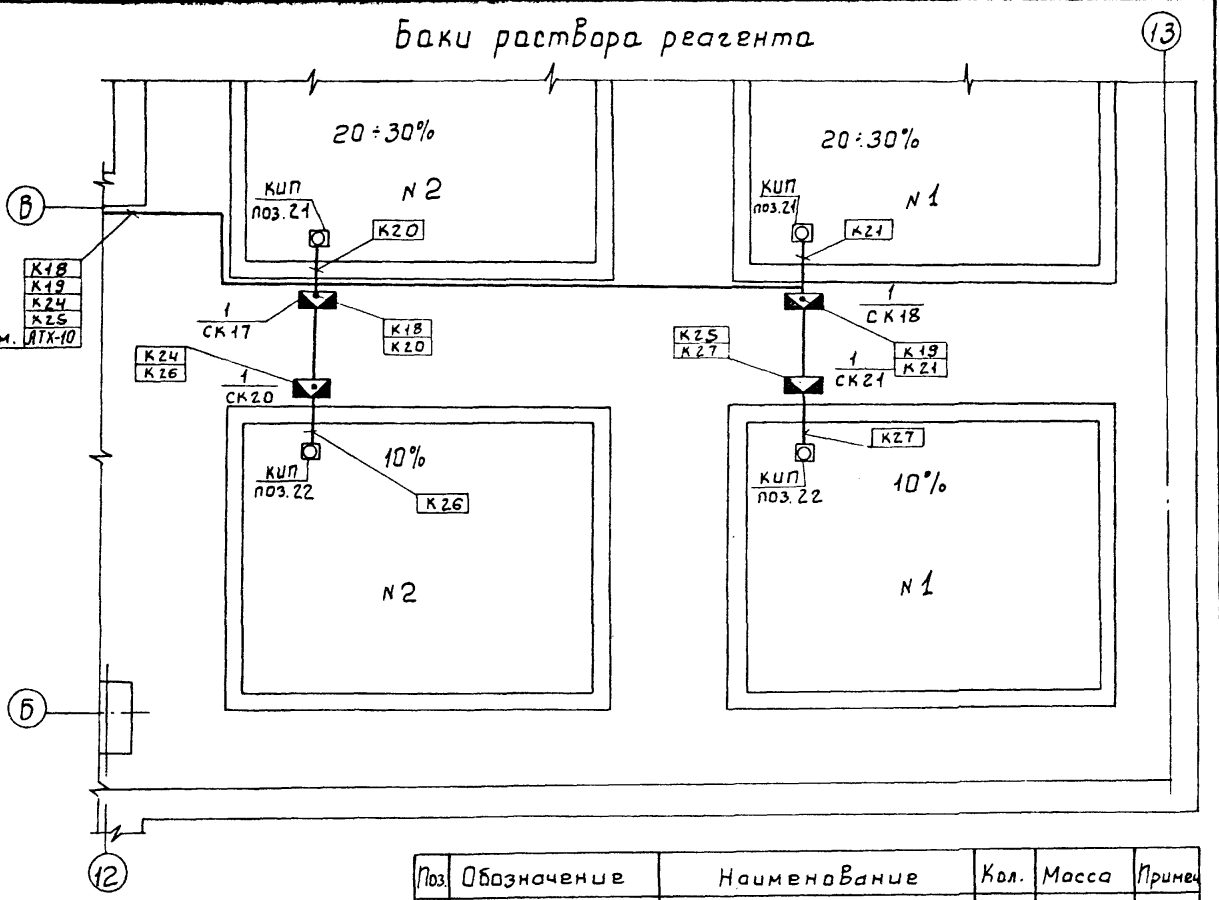 Баки раствора реагента
13
20÷30%
20÷30%
КИП
поз.21
N 2
КИП
поз.21
N 1
В
К20
К21
К18
К19
К24
К25
м. АТХ-10
1
СК17
К18
К20
1
СК18
К24
К26
1
СК20
К25
К27
1
СК21
К19
К21
КИП
поз.22
10%
К26
К27
КИП
поз.22
10%
N 2
N 1
Б
12
Поз. Обозначение Наименование Кол. Масса Примеч